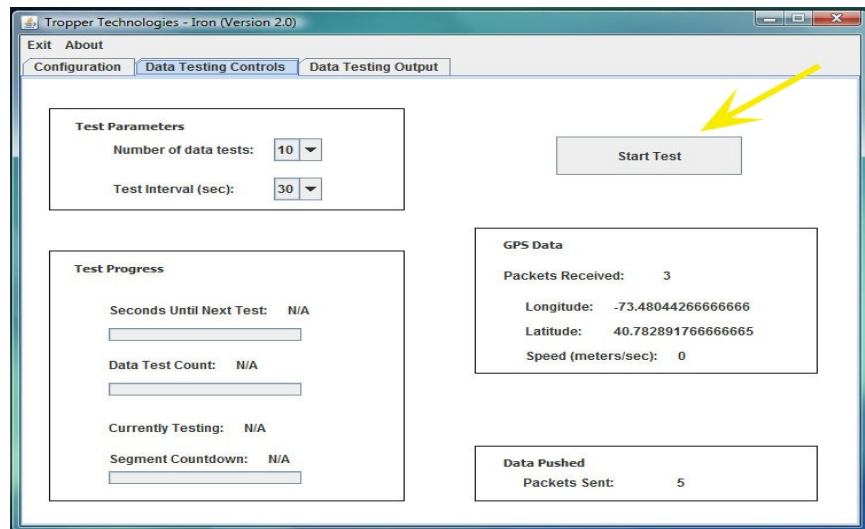 Tropper Technologies - Iron (Version 2.0)
Exit About
Configuration Data Testing Controls Data Testing Output
Test Parameters
Number of data tests: 10
Test Interval (sec): 30
Start Test
Test Progress
Seconds Until Next Test: N/A
Data Test Count: N/A
Currently Testing: N/A
Segment Countdown: N/A
GPS Data
Packets Received: 3
Longitude: -73.48044266666666
Latitude: 40.782891766666665
Speed (meters/sec): 0
Data Pushed
Packets Sent: 5